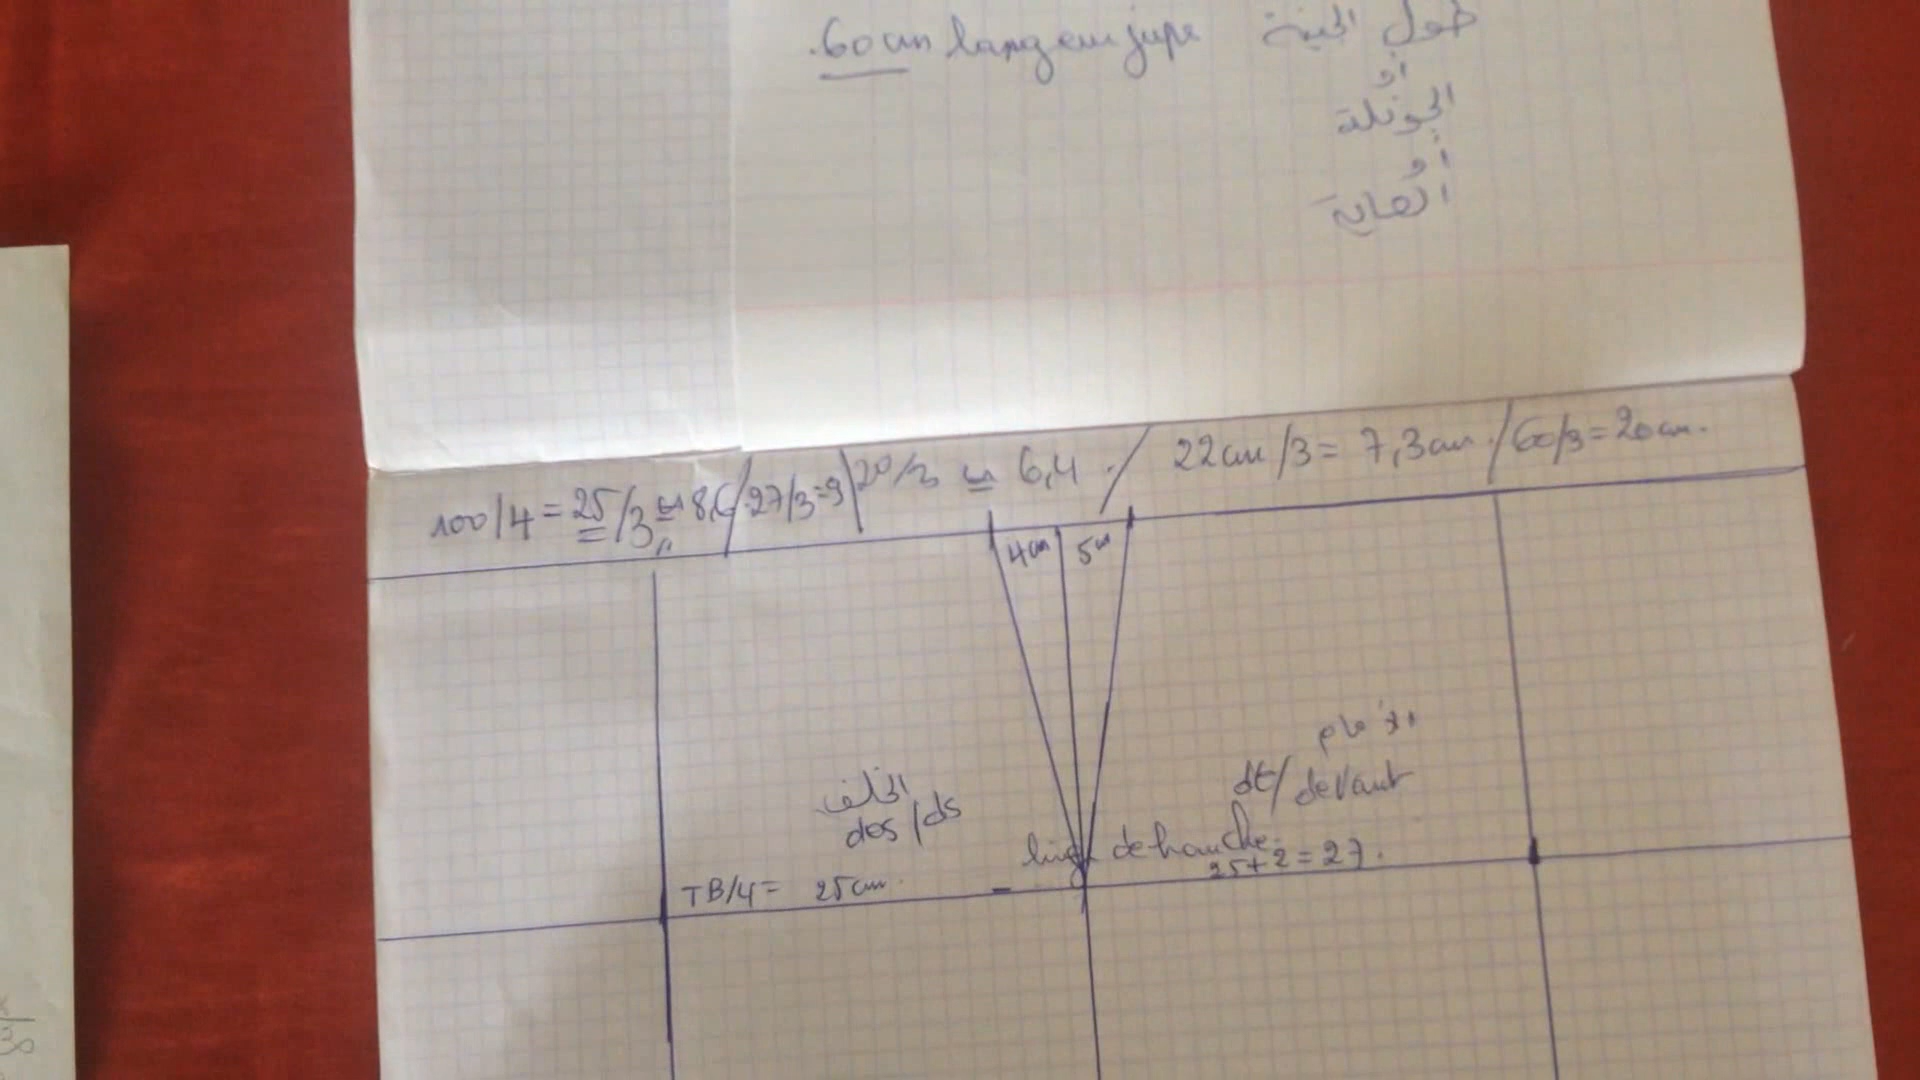 .60cm longeur jupe طول الجيبة
أو
الجونلة
أو
100/4 = 25/3 ≃ 8,6/27/3=9/20/3 ≃ 6,4 / 22cm/3= 7,3cm./60/3=20cm.
4cm 5cm
الأمام
الخلف dt/devant
dos/ds
ligne de hanche.
25+2=27.
TB/4= 25cm.